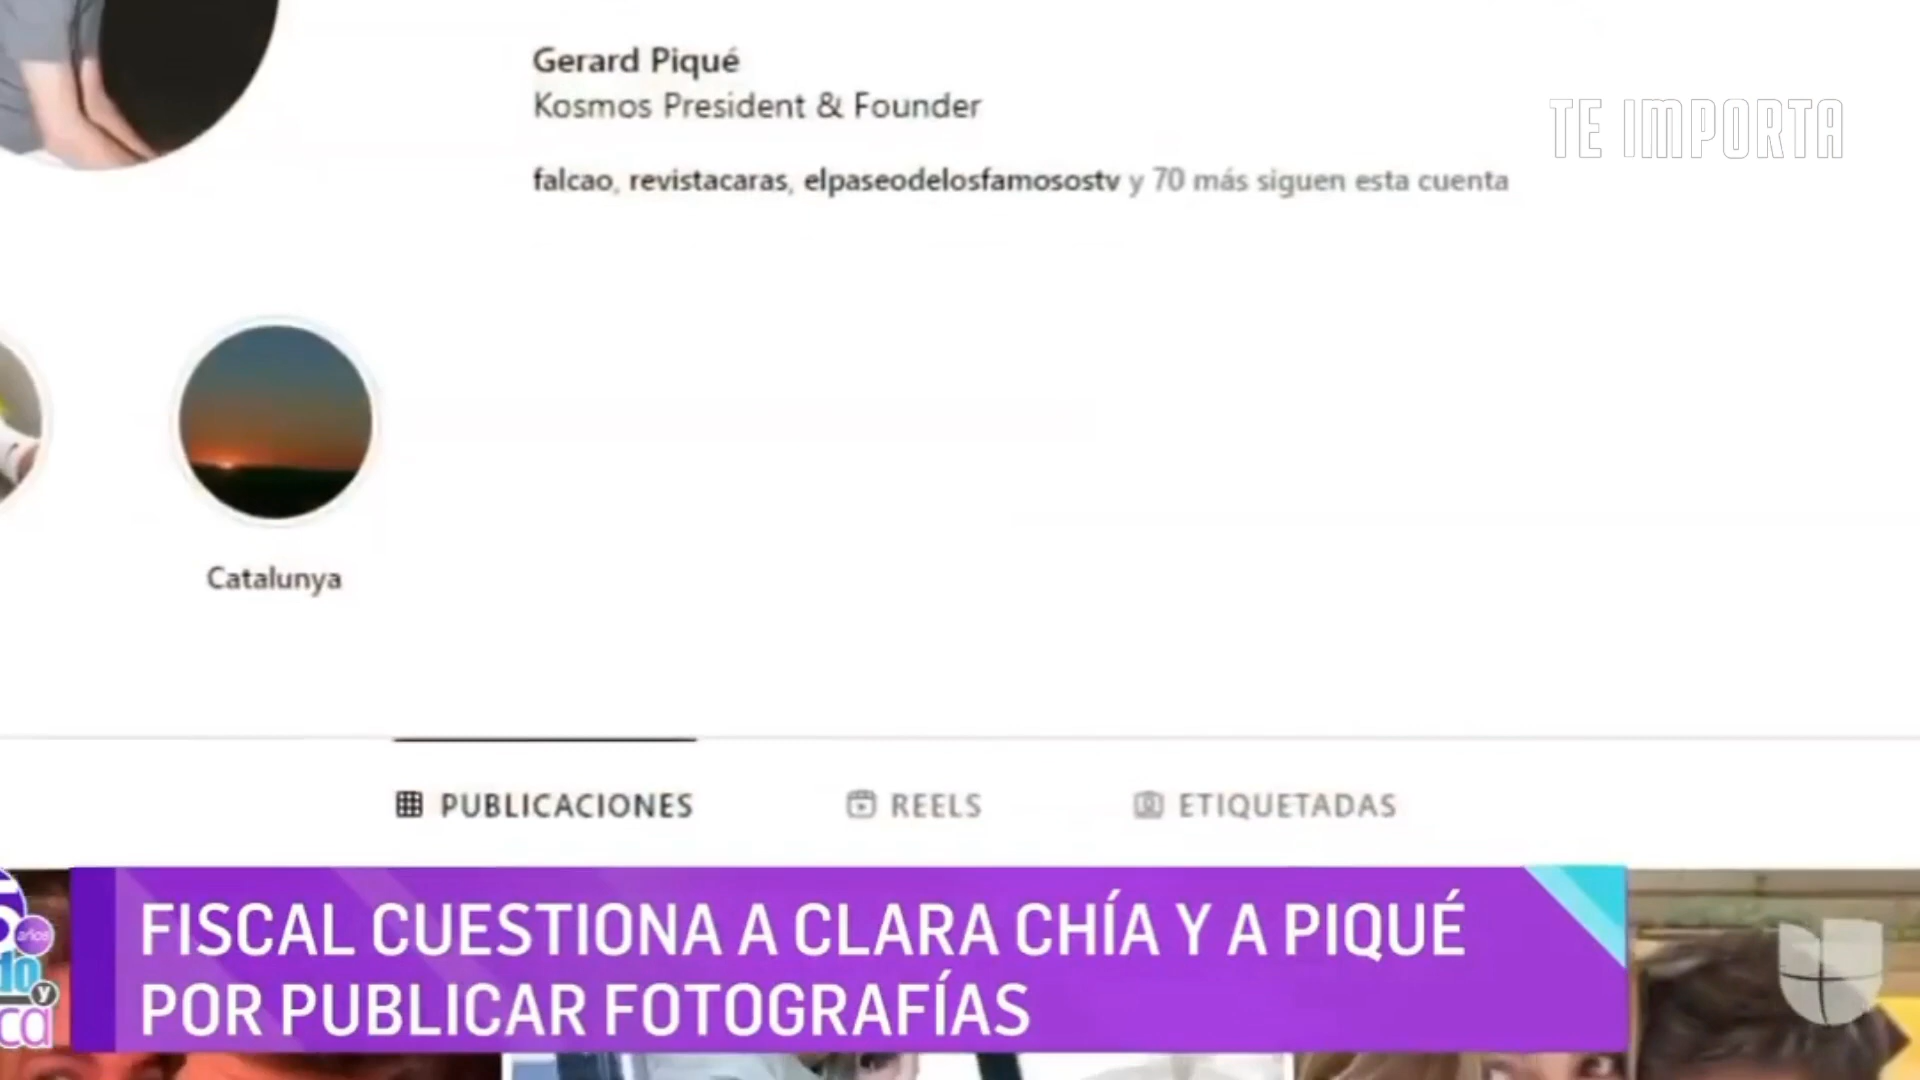 Gerard Piqué
Kosmos President & Founder
TE IMPORTA
falcao, revistacaras, elpaseodelosfamosostv y 70 más siguen esta cuenta
Catalunya
PUBLICACIONES
REELS
ETIQUETADAS
FISCAL CUESTIONA A CLARA CHÍA Y A PIQUÉ
POR PUBLICAR FOTOGRAFÍAS
años
y